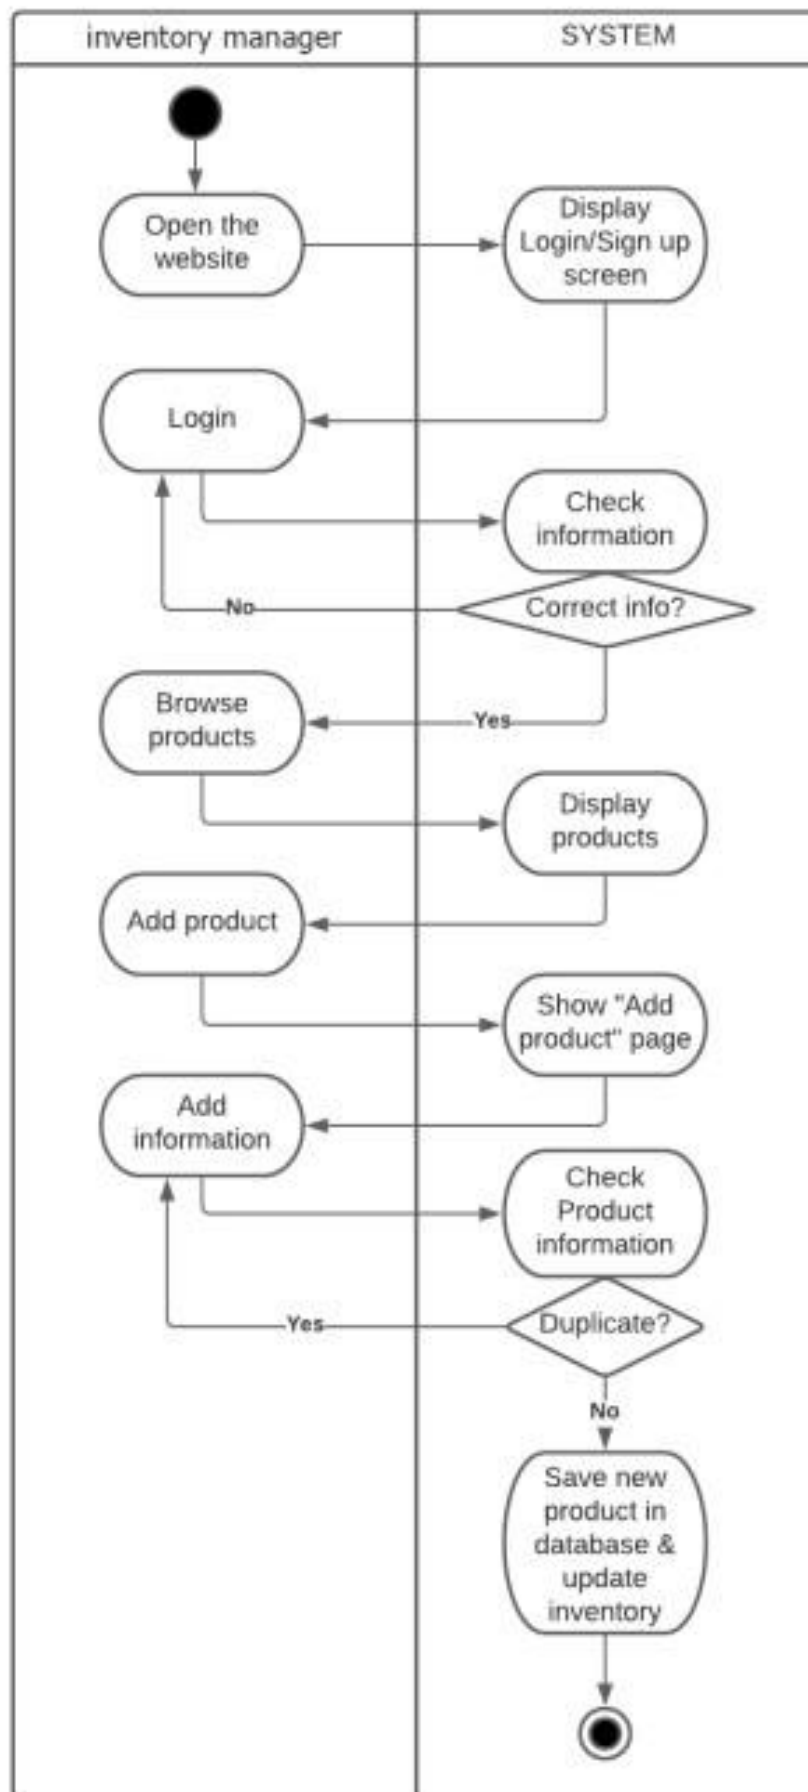 inventory manager
SYSTEM
Open the
website
Display
Login/Sign up
screen
Login
Check
information
Correct info?
No
Yes
Browse
products
Display
products
Add product
Show "Add
product" page
Add
information
Check
Product
information
Duplicate?
Yes
No
Save new
product in
database &
update
inventory